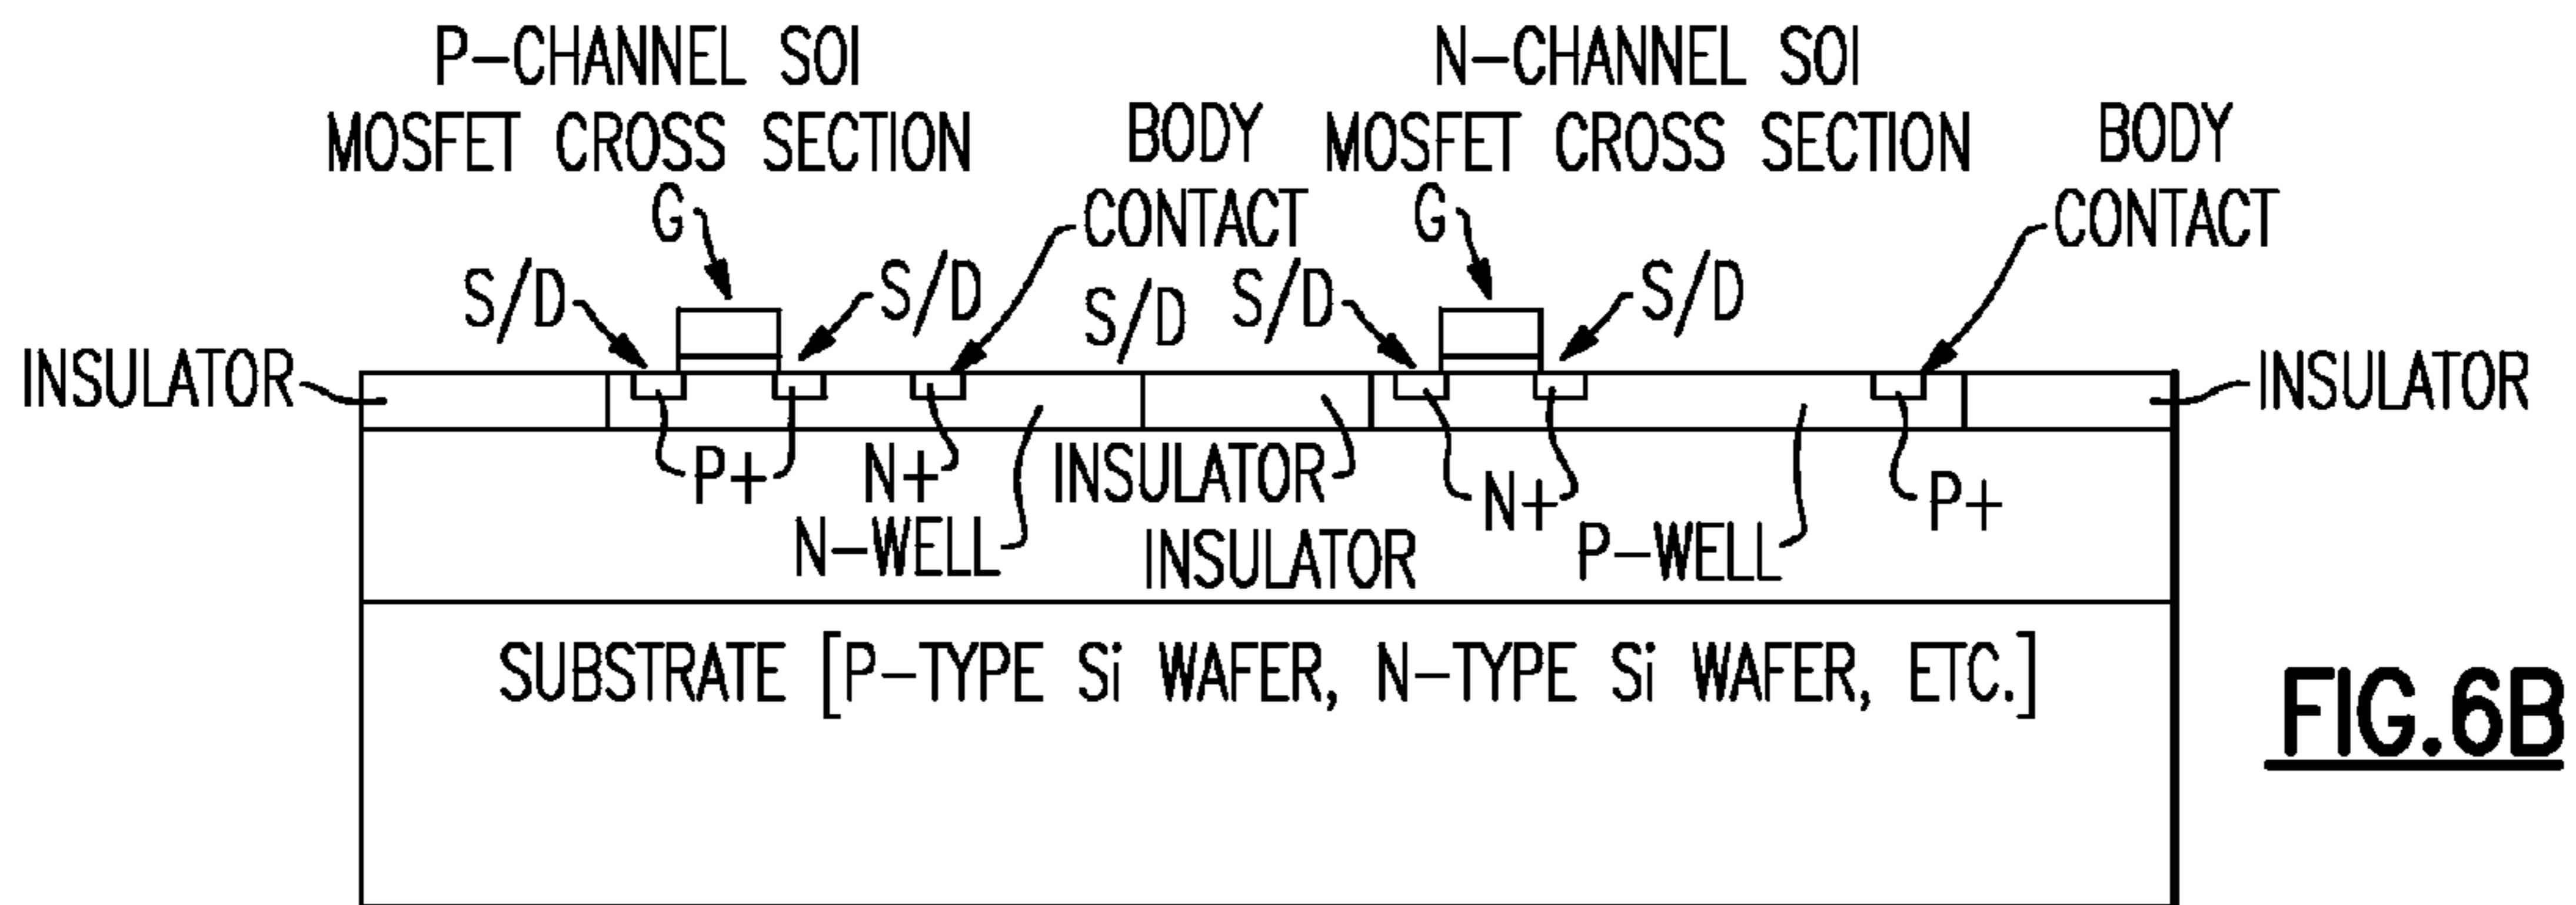 P-CHANNEL SOI
MOSFET CROSS SECTION
N-CHANNEL SOI
MOSFET CROSS SECTION
BODY
CONTACT
BODY
CONTACT
G
G
S/D
S/D
S/D
S/D
S/D
INSULATOR
INSULATOR
P+
N+
INSULATOR
N+
P+
N-WELL
INSULATOR
P-WELL
SUBSTRATE [P-TYPE Si WAFER, N-TYPE Si WAFER, ETC.]
FIG.6B